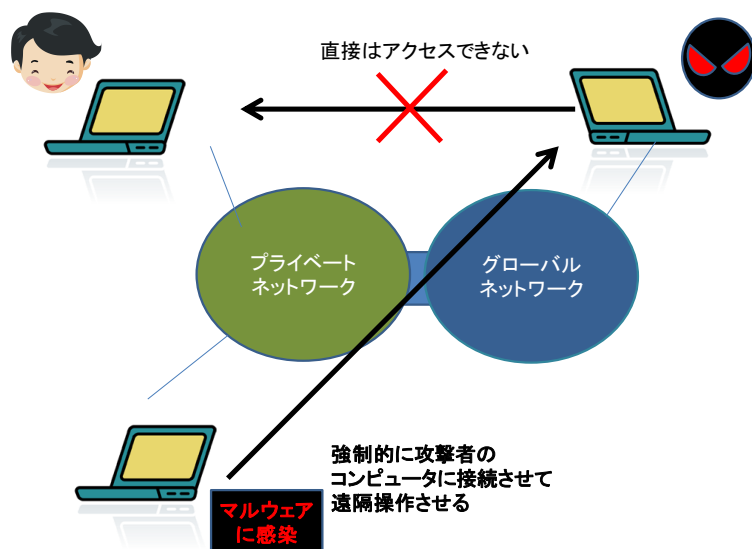 直接はアクセスできない
プライベート
ネットワーク
グローバル
ネットワーク
強制的に攻撃者の
コンピュータに接続させて
遠隔操作させる
マルウェア
に感染